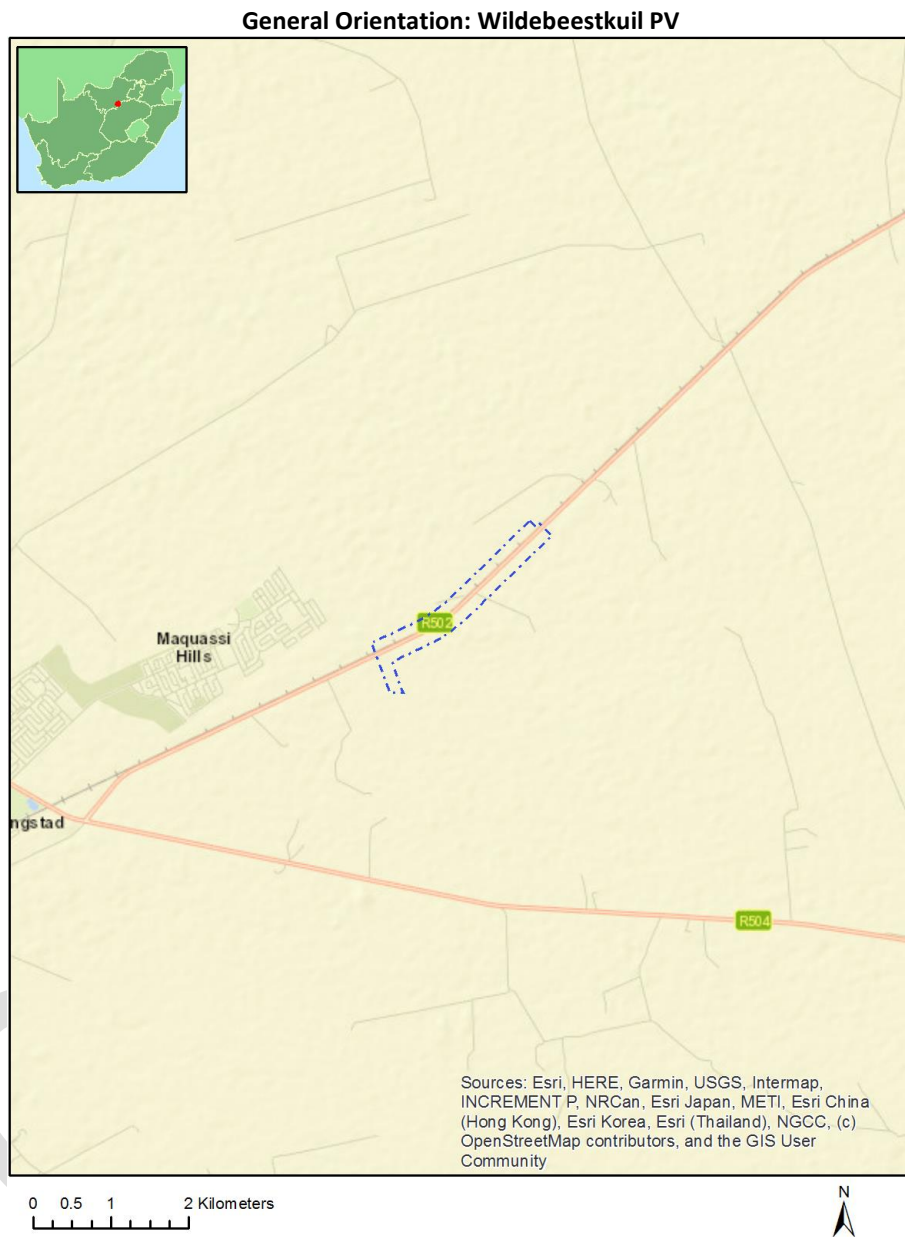 General Orientation: Wildebeestkuil PV
R502
Maquassi
Hills
ngstad
R504
Sources: Esri, HERE, Garmin, USGS, Intermap,
INCREMENT P, NRCan, Esri Japan, METI, Esri China
(Hong Kong), Esri Korea, Esri (Thailand), NGCC, (c)
OpenStreetMap contributors, and the GIS User
Community
0 0.5 1 2 Kilometers
N